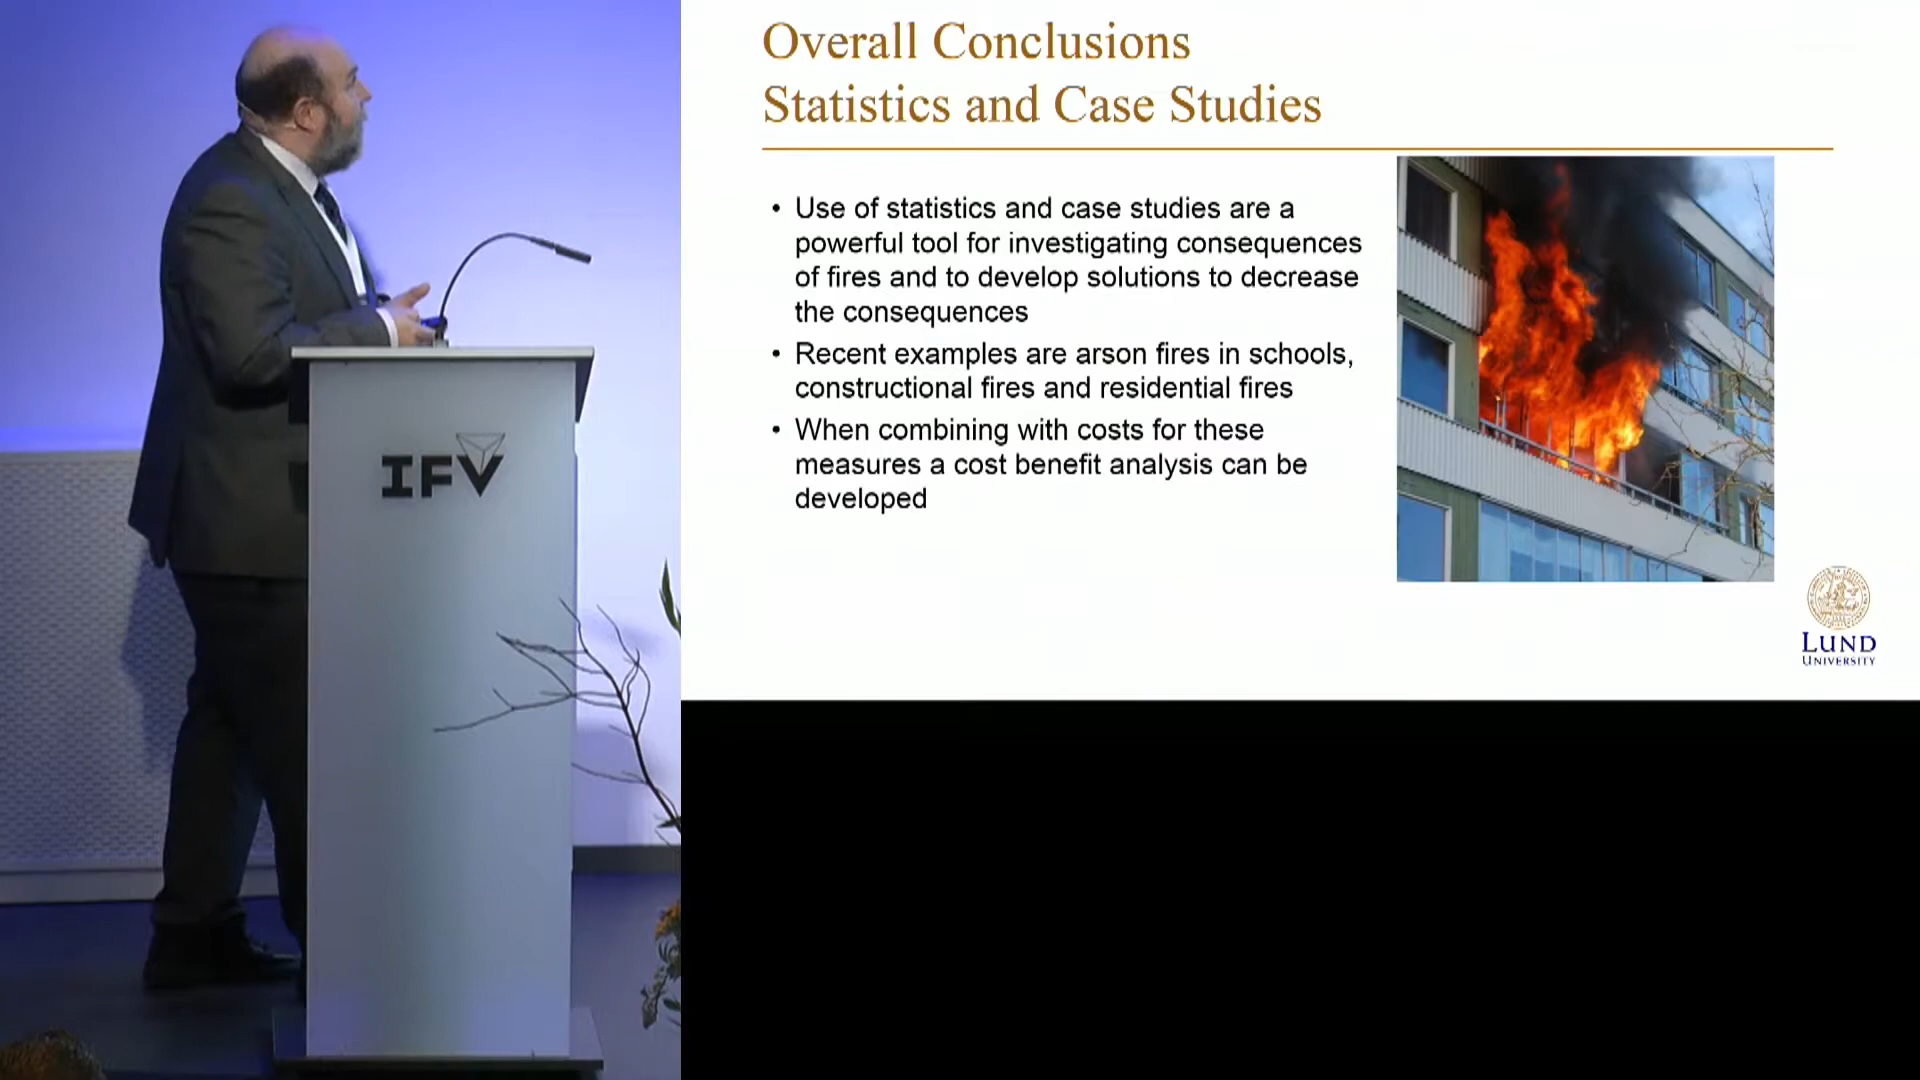 Overall Conclusions
Statistics and Case Studies
• Use of statistics and case studies are a
powerful tool for investigating consequences
of fires and to develop solutions to decrease
the consequences
• Recent examples are arson fires in schools,
constructional fires and residential fires
• When combining with costs for these
measures a cost benefit analysis can be
developed
IFV
LUND
UNIVERSITY